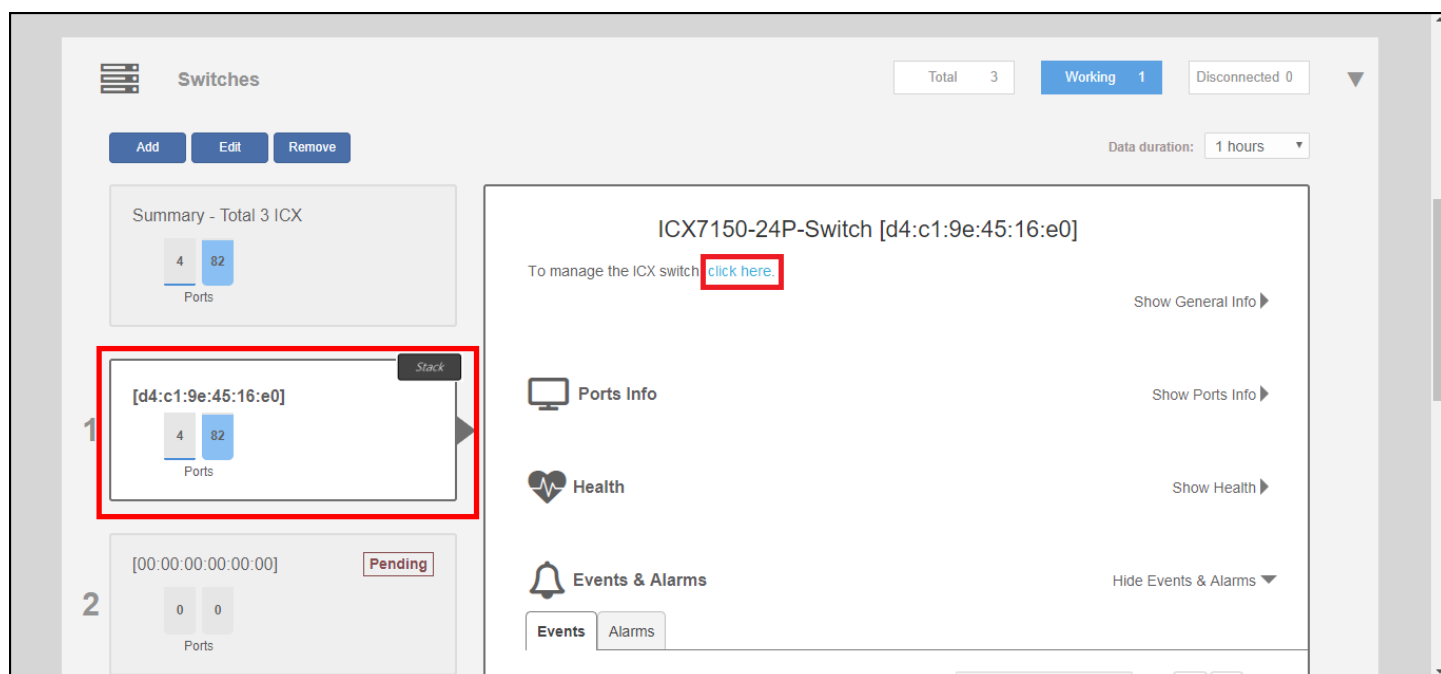 Switches
Total 3
Working 1
Disconnected 0
Add
Edit
Remove
Data duration: 1 hours
Summary - Total 3 ICX
4 82
Ports
1
Stack
[d4:c1:9e:45:16:e0]
4 82
Ports
2
[00:00:00:00:00:00]
Pending
0 0
Ports
ICX7150-24P-Switch [d4:c1:9e:45:16:e0]
To manage the ICX switch click here.
Show General Info
Ports Info
Show Ports Info
Health
Show Health
Events & Alarms
Hide Events & Alarms
Events
Alarms